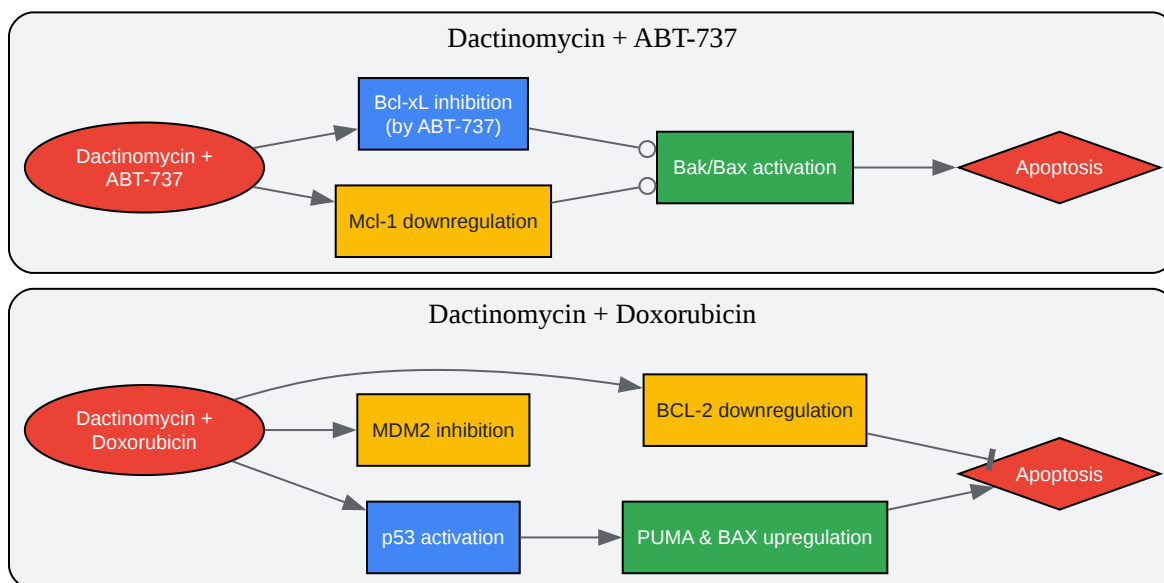 Dactinomycin + ABT-737
Bcl-xL inhibition
(by ABT-737)
Dactinomycin +
ABT-737
Bak/Bax activation
Apoptosis
Mcl-1 downregulation
Dactinomycin + Doxorubicin
Dactinomycin +
Doxorubicin
BCL-2 downregulation
MDM2 inhibition
Apoptosis
p53 activation
PUMA & BAX upregulation